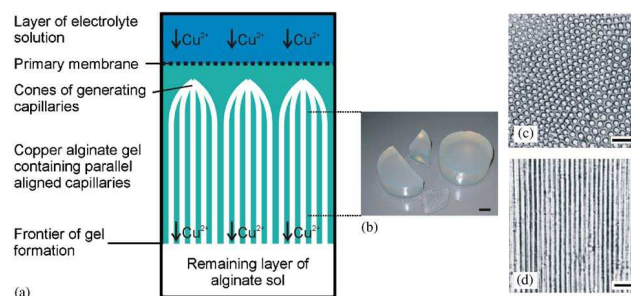 Layer of electrolyte
solution
Primary membrane
Cones of generating
capillaries
Copper alginate gel
containing parallel
aligned capillaries
Frontier of gel
formation
(a)
↓Cu²⁺ ↓Cu²⁺ ↓Cu²⁺
↓Cu²⁺ ↓Cu²⁺ ↓Cu²⁺
Remaining layer of
alginate sol
(b)
(c)
(d)